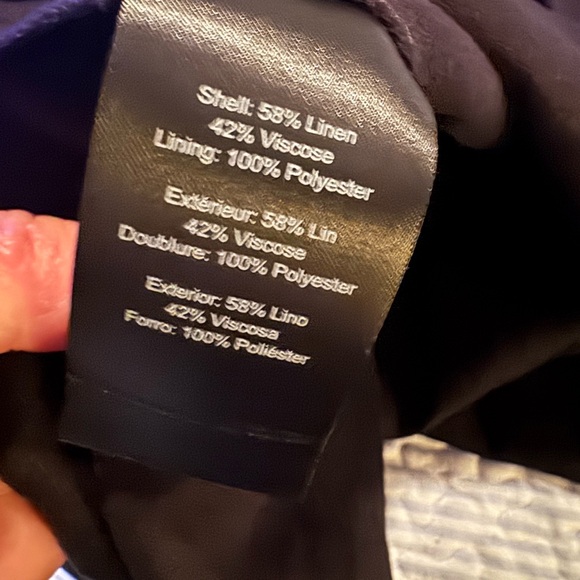 Shell: 58% Linen
42% Viscose
Lining: 100% Polyester
Extérieur: 58% Lin
42% Viscose
Doublure: 100% Polyester
Exterior: 58% Lino
42% Viscosa
Forro: 100% Poliéster